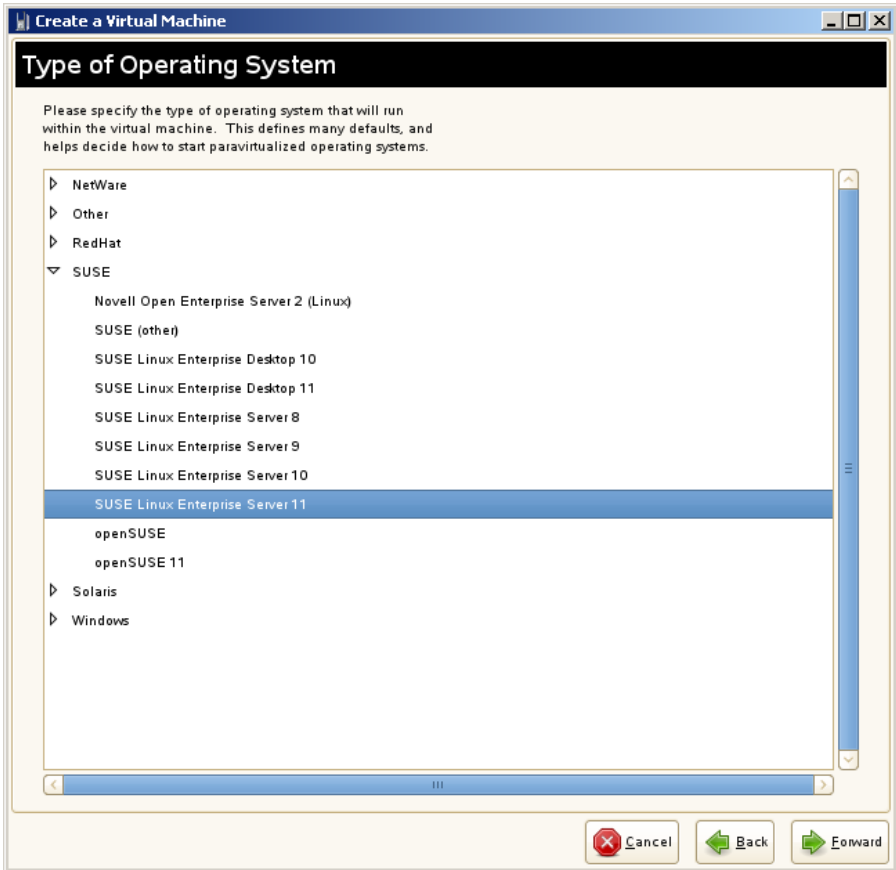 Create a Virtual Machine
Type of Operating System
Please specify the type of operating system that will run
within the virtual machine.  This defines many defaults, and
helps decide how to start paravirtualized operating systems.
NetWare
Other
RedHat
SUSE
Novell Open Enterprise Server 2 (Linux)
SUSE (other)
SUSE Linux Enterprise Desktop 10
SUSE Linux Enterprise Desktop 11
SUSE Linux Enterprise Server 8
SUSE Linux Enterprise Server 9
SUSE Linux Enterprise Server 10
SUSE Linux Enterprise Server 11
openSUSE
openSUSE 11
Solaris
Windows
Cancel
Back
Forward